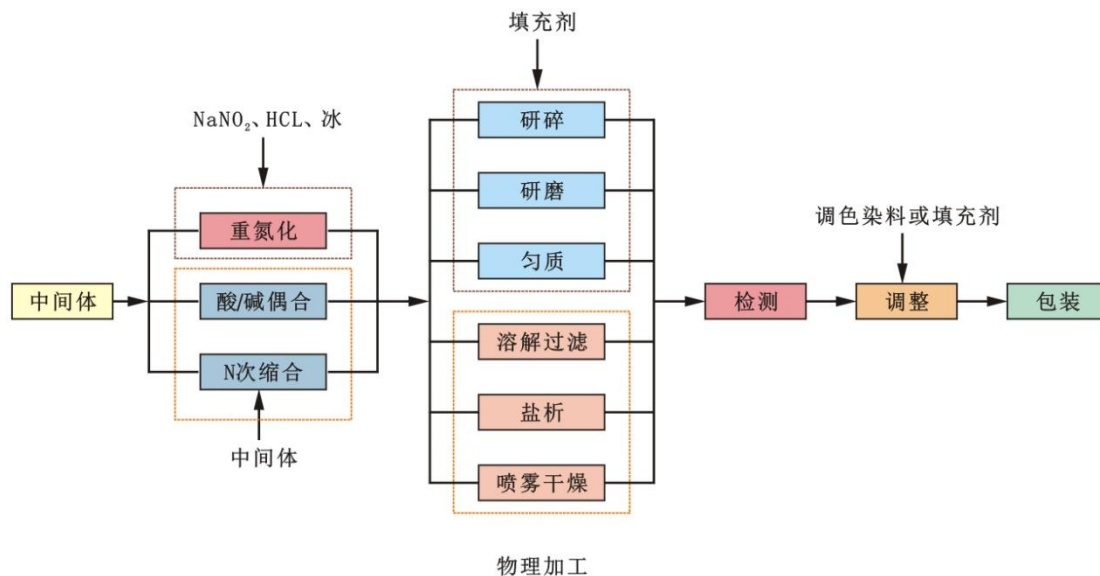 填充剂
NaNO₂、HCL、冰
研碎
研磨
重氮化
调色染料或填充剂
匀质
中间体
酸/碱偶合
检测
调整
包装
溶解过滤
N次缩合
盐析
中间体
喷雾干燥
物理加工